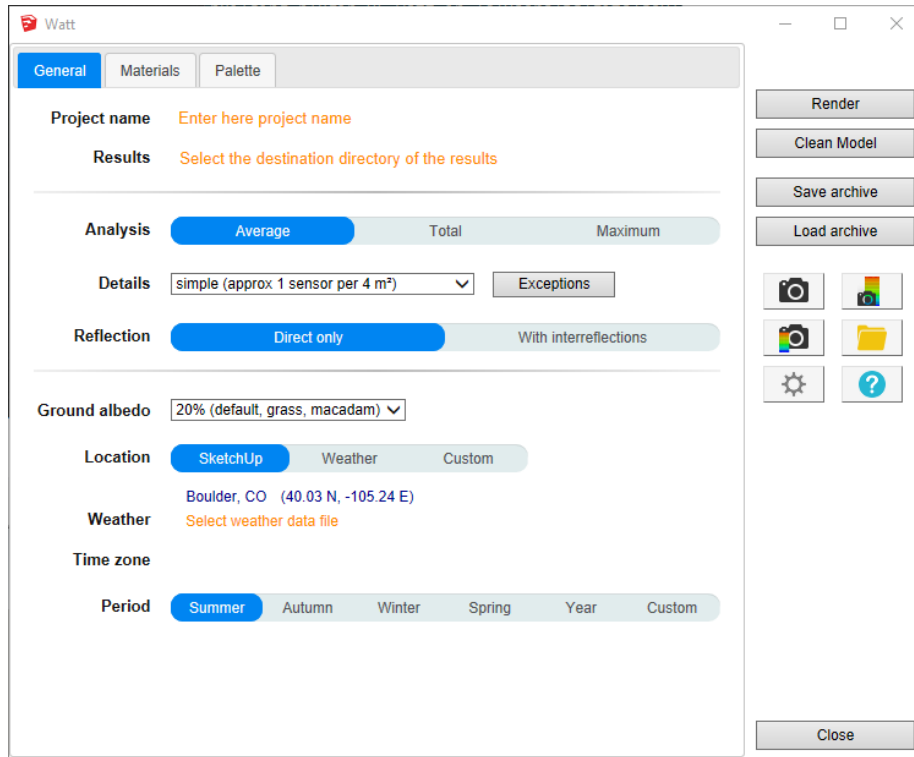 Watt
General Materials Palette
Project name Enter here project name
Results Select the destination directory of the results
Analysis Average Total Maximum
Details simple (approx 1 sensor per 4 m²) Exceptions
Reflection Direct only With interreflections
Ground albedo 20% (default, grass, macadam)
Location SketchUp Weather Custom
Boulder, CO (40.03 N, -105.24 E)
Weather Select weather data file
Time zone
Period Summer Autumn Winter Spring Year Custom
Render
Clean Model
Save archive
Load archive
?
Close